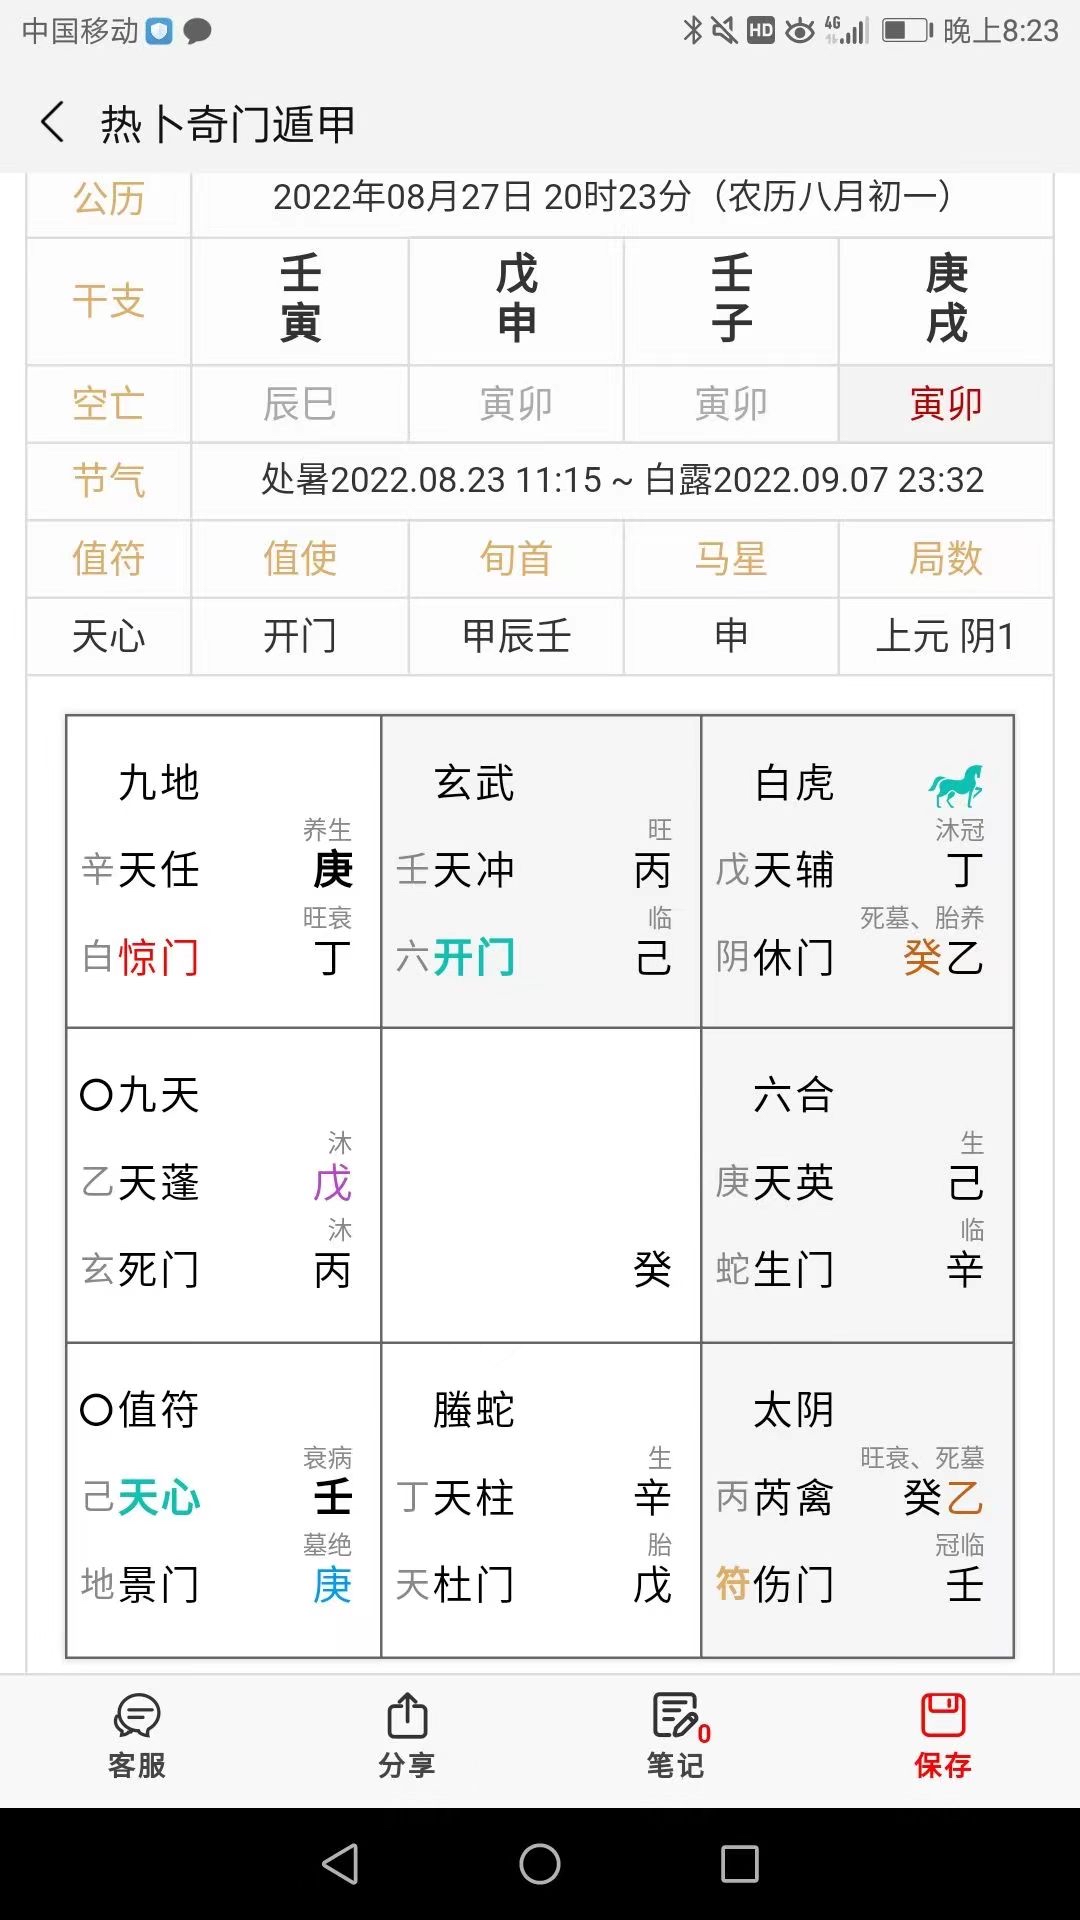 中国移动 HD 4G 晚上8:23
热卜奇门遁甲
公历 2022年08月27日 20时23分（农历八月初一）
干支 壬寅 戊申 壬子 庚戌
空亡 辰巳 寅卯 寅卯 寅卯
节气 处暑2022.08.23 11:15 ~ 白露2022.09.07 23:32
值符 值使 旬首 马星 局数
天心 开门 甲辰壬 申 上元 阴1
九地 玄武 白虎
养生 旺 沐冠
辛天任 庚 壬天冲 丙 戊天辅 丁
旺衰 临 死墓、胎养
白惊门 丁 六开门 己 阴休门 癸乙
九天 六合
沐 生
乙天蓬 戊 庚天英 己
沐 临
玄死门 丙 癸 蛇生门 辛
值符 螣蛇 太阴
衰病 生 旺衰、死墓
己天心 壬 丁天柱 辛 丙芮禽 癸乙
墓绝 胎 冠临
地景门 庚 天杜门 戊 符伤门 壬
客服 分享 笔记 0 保存